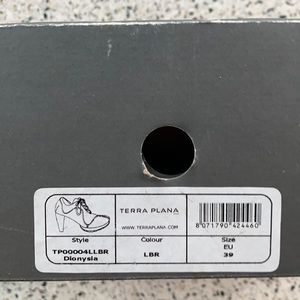 TERRA PLANA
WWW.TERRAPLANA.COM
8 071790 424460
Style Colour Size
EU
TP00004LLBR LBR 39
Dionysia